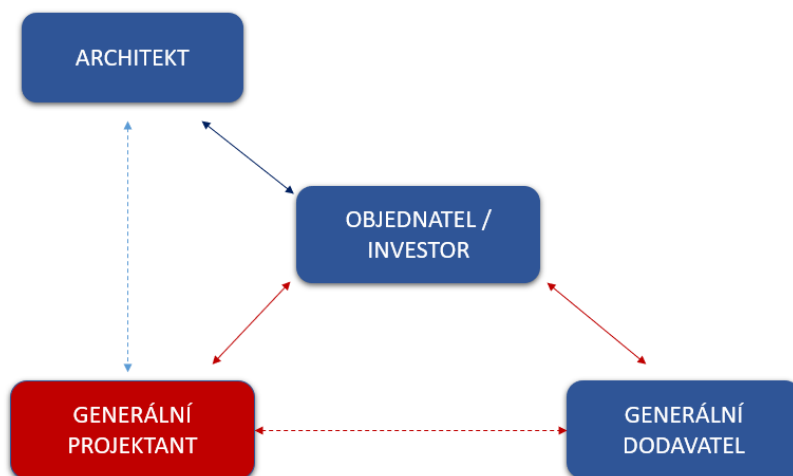 ARCHITEKT
OBJEDNATEL /
INVESTOR
GENERÁLNÍ
PROJEKTANT
GENERÁLNÍ
DODAVATEL